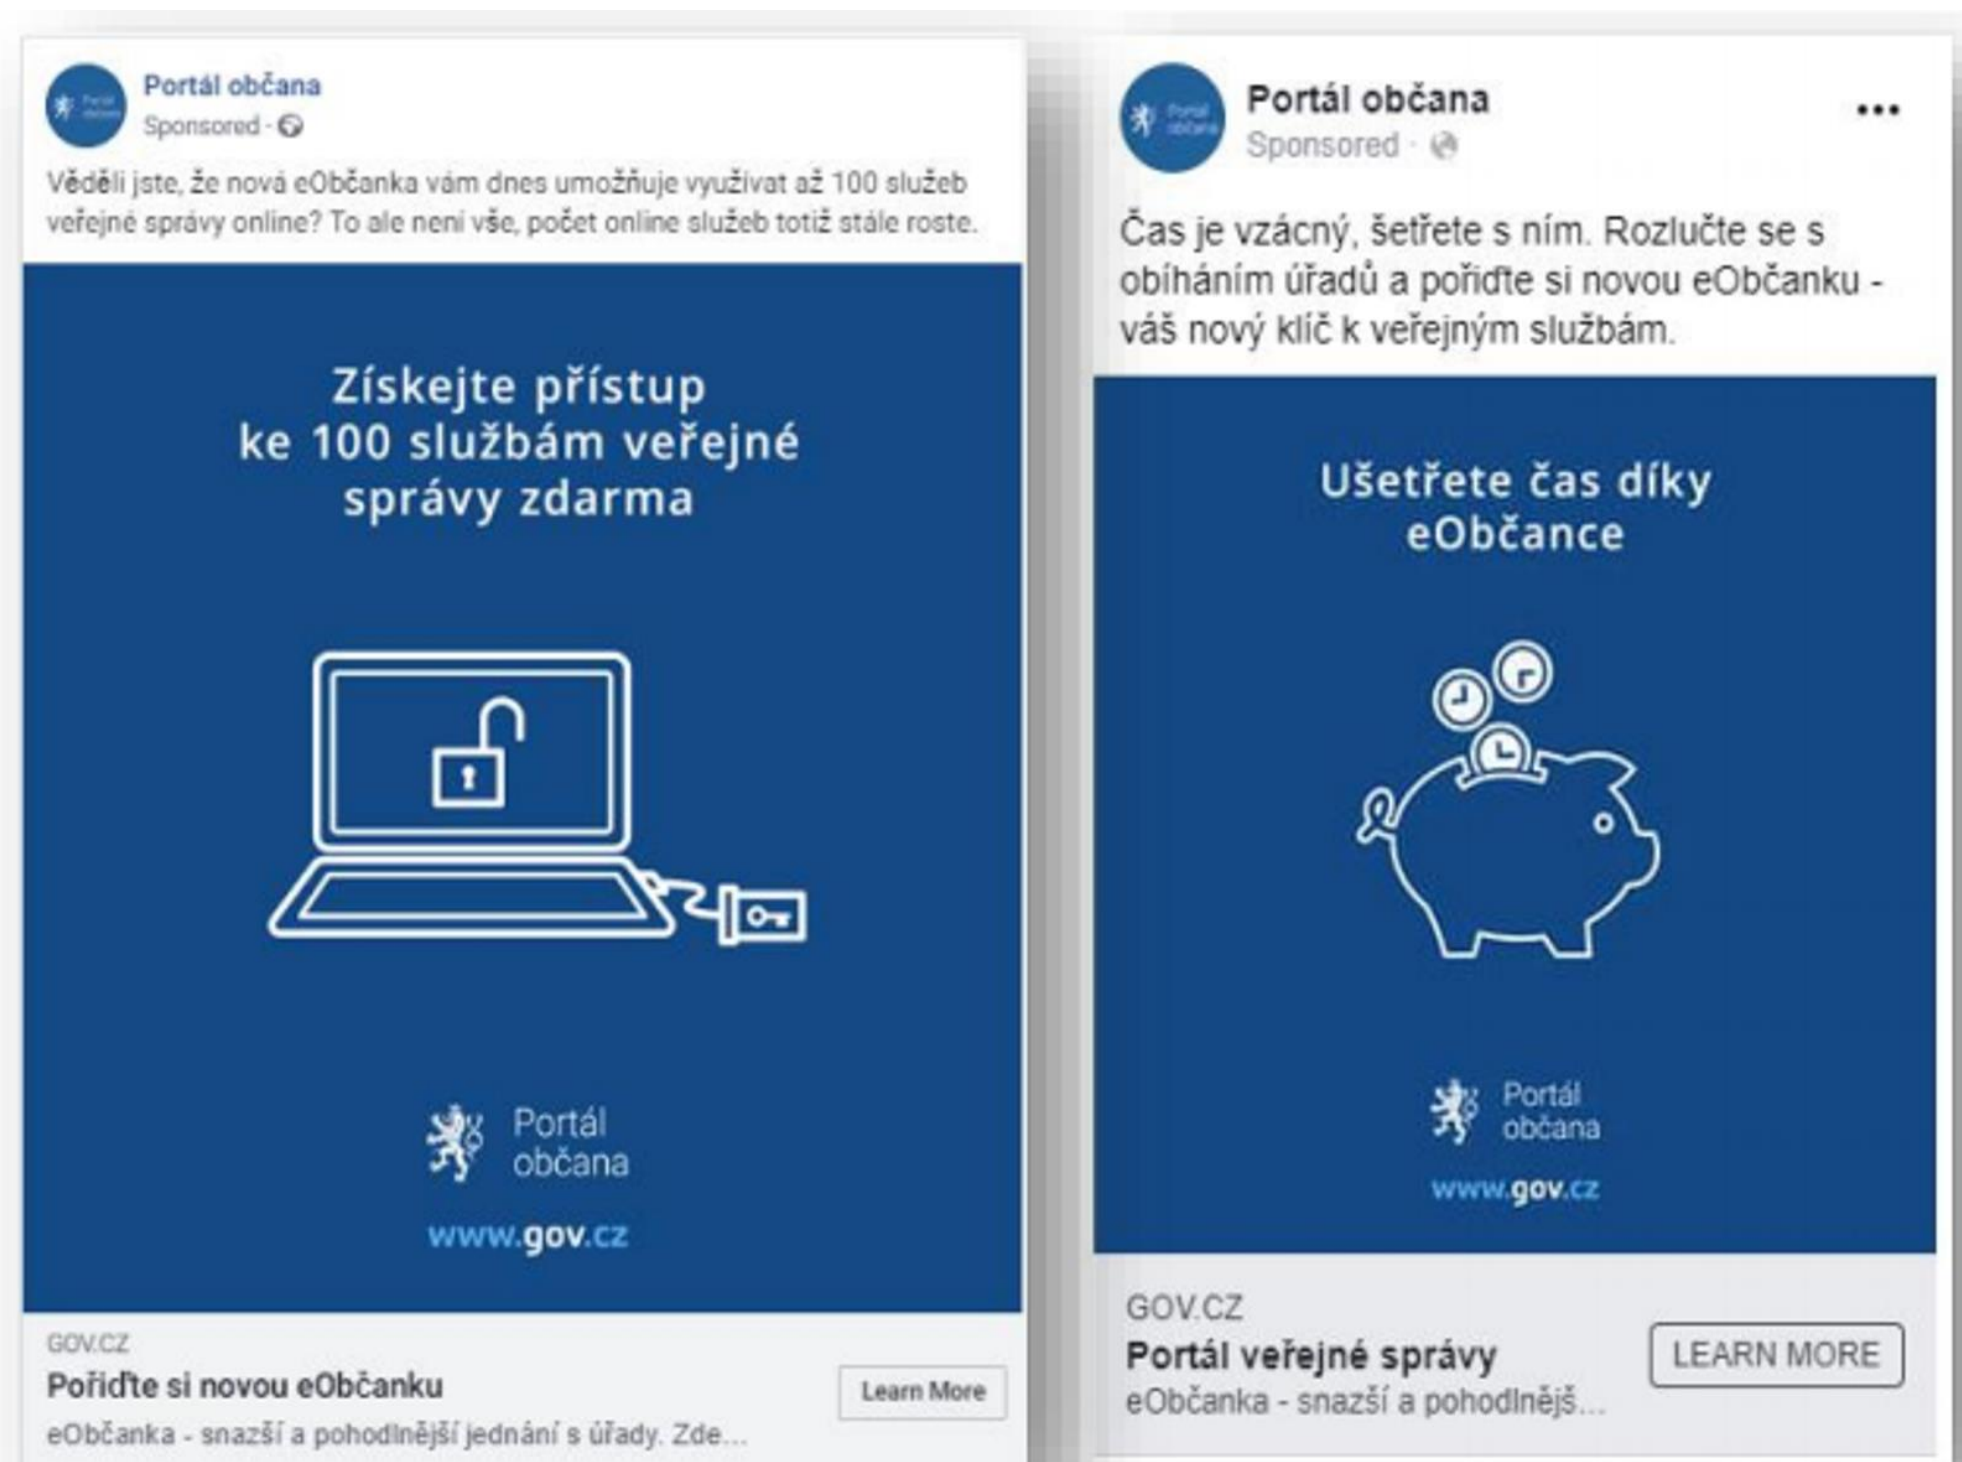 Portál občana
Sponsored ·
Věděli jste, že nová eObčanka vám dnes umožňuje využívat až 100 služeb
veřejné správy online? To ale není vše, počet online služeb totiž stále roste.
Získejte přístup
ke 100 službám veřejné
správy zdarma
Portál
občana
www.gov.cz
GOV.CZ
Pořiďte si novou eObčanku
eObčanka - snazší a pohodlnější jednání s úřady. Zde...
Learn More
Portál občana
Sponsored ·
Čas je vzácný, šetřete s ním. Rozlučte se s
obíháním úřadů a pořiďte si novou eObčanku -
váš nový klíč k veřejným službám.
Ušetřete čas díky
eObčance
Portál
občana
www.gov.cz
GOV.CZ
Portál veřejné správy
eObčanka - snazší a pohodlnějš...
LEARN MORE